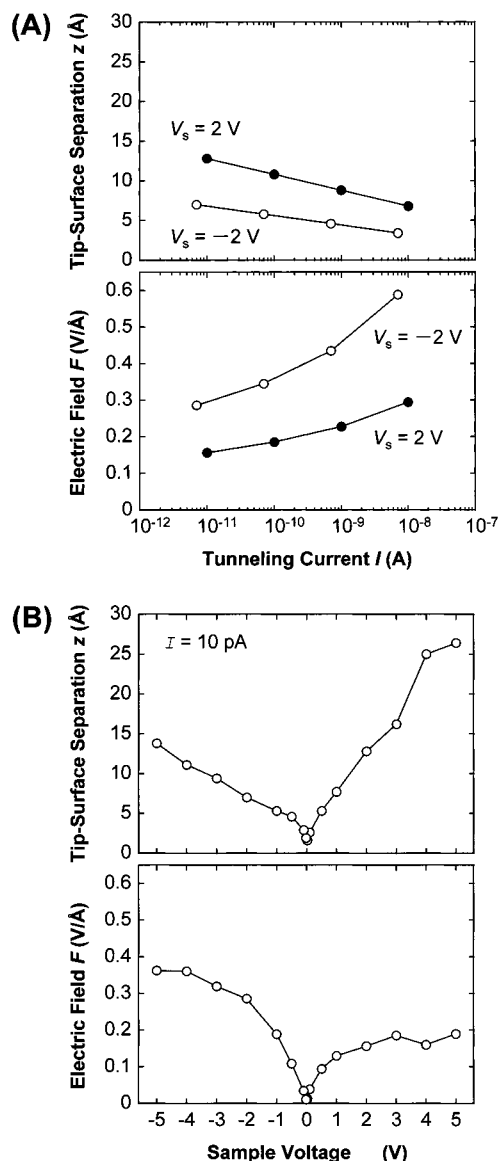 (A)
Tip-Surface Separation z (Å)
30
25
20
15
10
5
0
V_s = 2 V
V_s = −2 V
Electric Field F (V/Å)
0.6
0.5
0.4
0.3
0.2
0.1
0
V_s = −2 V
V_s = 2 V
10⁻¹² 10⁻¹¹ 10⁻¹⁰ 10⁻⁹ 10⁻⁸ 10⁻⁷
Tunneling Current I (A)
(B)
Tip-Surface Separation z (Å)
30
25
20
15
10
5
0
I = 10 pA
Electric Field F (V/Å)
0.6
0.5
0.4
0.3
0.2
0.1
0
-5 -4 -3 -2 -1 0 1 2 3 4 5
Sample Voltage (V)